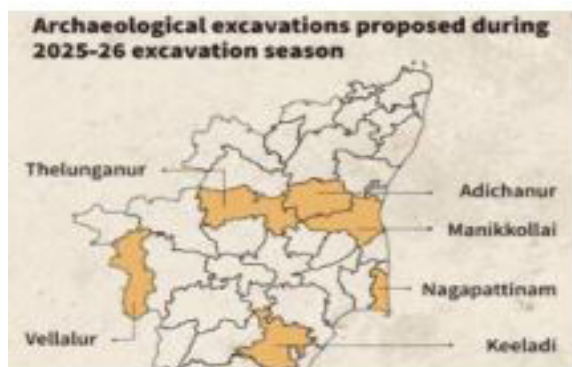 Archaeological excavations proposed during
2025-26 excavation season
Thelunganur
Adichanur
Manikkollai
Nagapattinam
Vellalur
Keeladi